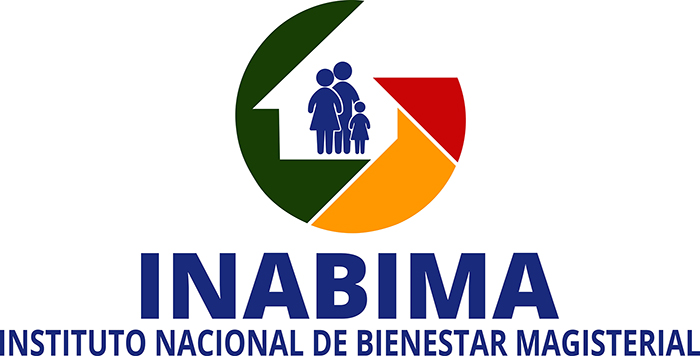 INABIMA
INSTITUTO NACIONAL DE BIENESTAR MAGISTERIAL